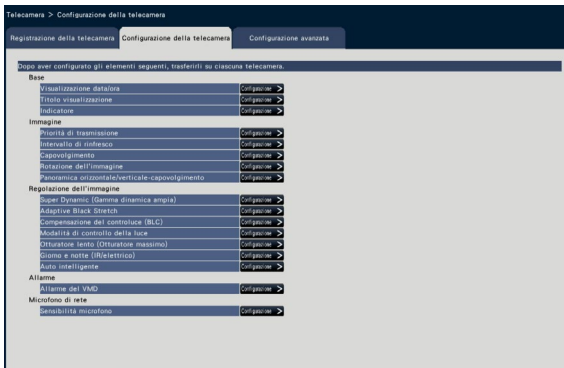 Telecamera > Configurazione della telecamera
Registrazione della telecamera Configurazione della telecamera Configurazione avanzata
Dopo aver configurato gli elementi seguenti, trasferirli su ciascuna telecamera.
Base
Visualizzazione data/ora Configurazione >
Titolo visualizzazione Configurazione >
Indicatore Configurazione >
Immagine
Priorità di trasmissione Configurazione >
Intervallo di rinfresco Configurazione >
Capovolgimento Configurazione >
Rotazione dell'immagine Configurazione >
Panoramica orizzontale/verticale-capovolgimento Configurazione >
Regolazione dell'immagine
Super Dynamic (Gamma dinamica ampia) Configurazione >
Adaptive Black Stretch Configurazione >
Compensazione del controluce (BLC) Configurazione >
Modalità di controllo della luce Configurazione >
Otturatore lento (Otturatore massimo) Configurazione >
Giorno e notte (IR/elettrico) Configurazione >
Auto intelligente Configurazione >
Allarme
Allarme del VMD Configurazione >
Microfono di rete
Sensibilità microfono Configurazione >